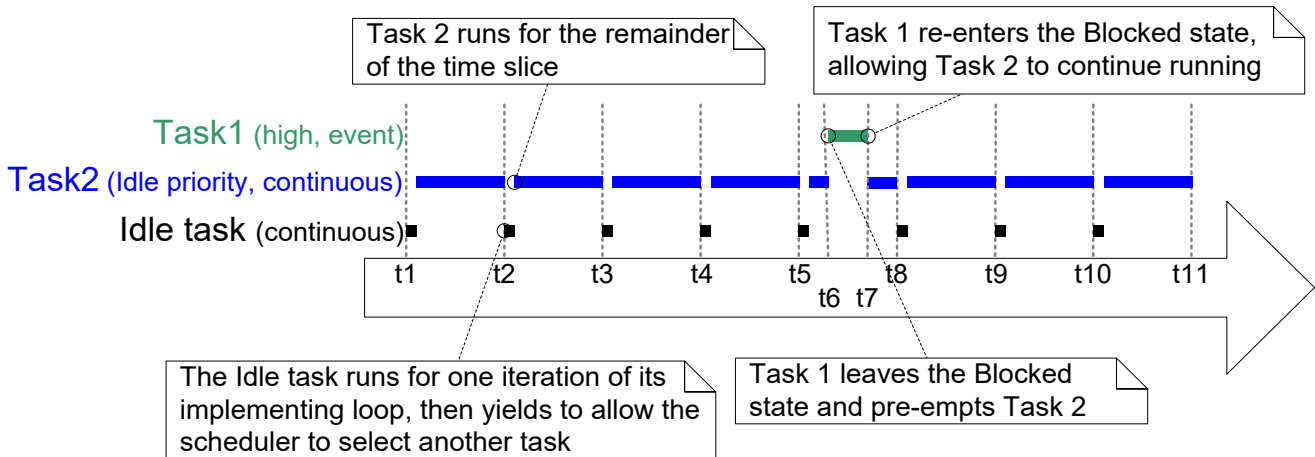 Task 2 runs for the remainder
of the time slice
Task 1 re-enters the Blocked state,
allowing Task 2 to continue running
Task1 (high, event)
Task2 (Idle priority, continuous)
Idle task (continuous)
t1 t2 t3 t4 t5 t8 t9 t10 t11
t6 t7
The Idle task runs for one iteration of its
implementing loop, then yields to allow the
scheduler to select another task
Task 1 leaves the Blocked
state and pre-empts Task 2